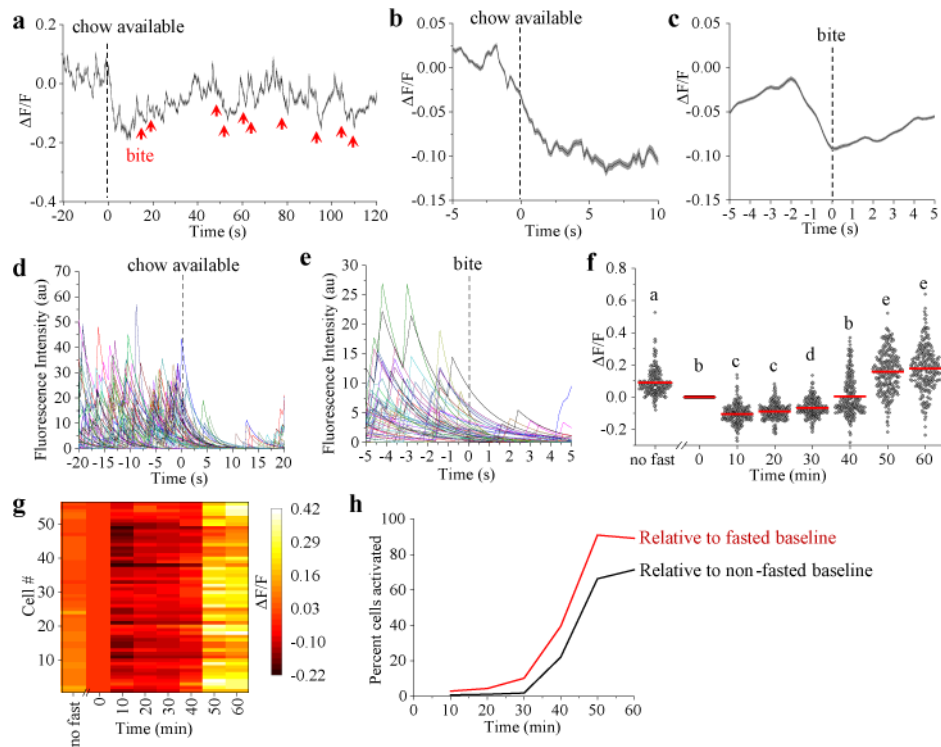 a
chow available
0.2
0.0
-0.2
-0.4
ΔF/F
bite
-20 0 20 40 60 80 100 120
Time (s)
b
chow available
0.05
0.00
-0.05
-0.10
-0.15
ΔF/F
-5 0 5 10
Time (s)
c
bite
0.05
0.00
-0.05
-0.10
-0.15
ΔF/F
-5 -4 -3 -2 -1 0 1 2 3 4 5
Time (s)
d
chow available
70
60
50
40
30
20
10
0
Fluorescence Intensity (au)
-20 -15 -10 -5 0 5 10 15 20
Time (s)
e
bite
30
25
20
15
10
5
0
Fluorescence Intensity (au)
-5 -4 -3 -2 -1 0 1 2 3 4 5
Time (s)
f
0.8
0.6
0.4
0.2
0.0
-0.2
ΔF/F
a b c c d b e e
no fast 0 10 20 30 40 50 60
Time (min)
g
50
40
30
20
10
Cell #
no fast 0 10 20 30 40 50 60
Time (min)
0.42
0.29
0.16
0.03
-0.10
-0.22
ΔF/F
h
100
80
60
40
20
0
Percent cells activated
Relative to fasted baseline
Relative to non-fasted baseline
0 10 20 30 40 50 60
Time (min)